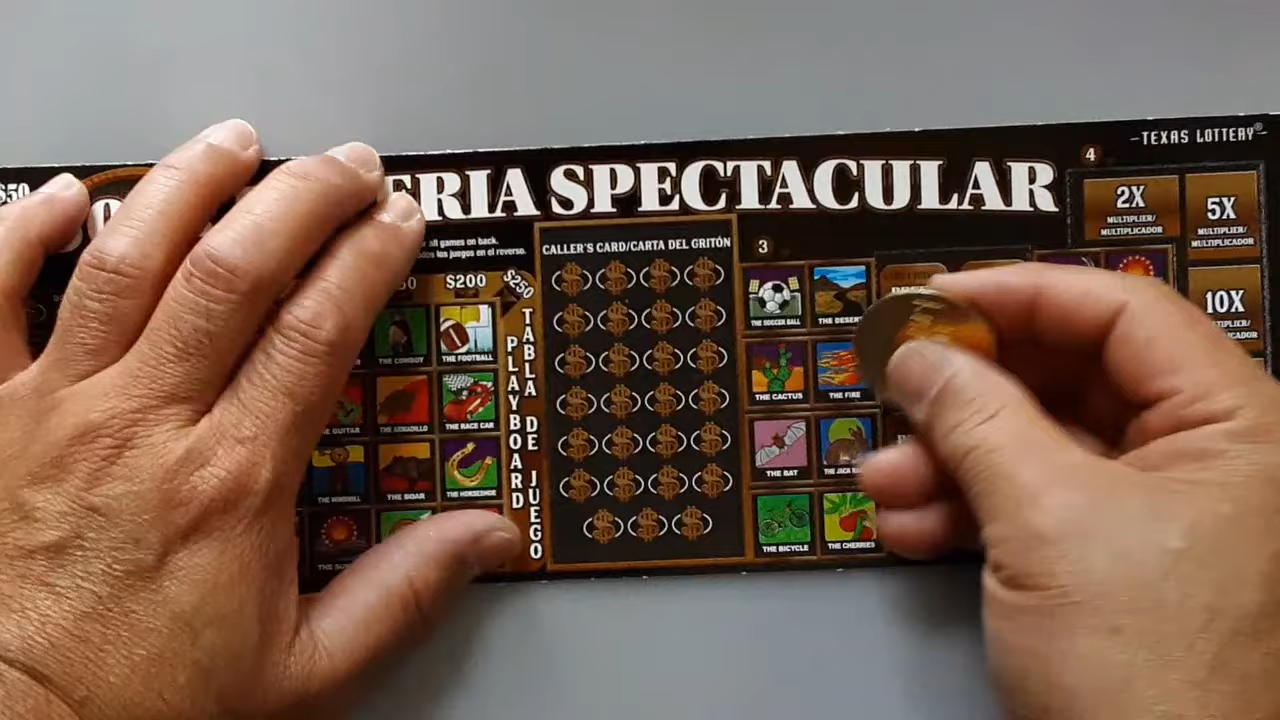 –TEXAS LOTTERY®–
$50
ERIA SPECTACULAR
4
2X
MULTIPLIER/
MULTIPLICADOR
5X
MULTIPLIER/
MULTIPLICADOR
10X
all games on back.
los juegos en el reverso.
$200
$250
CALLER'S CARD/CARTA DEL GRITÓN
3
THE COWBOY
THE FOOTBALL
GUITAR
THE ARMADILLO
THE RACE CAR
THE WINDMILL
THE BOAR
THE HORSESHOE
PLAYBOARD
TABLA DE JUEGO
THE SOCCER BALL
THE DESERT
THE CACTUS
THE FIRE
THE BAT
THE JACK
THE BICYCLE
THE CHERRIES